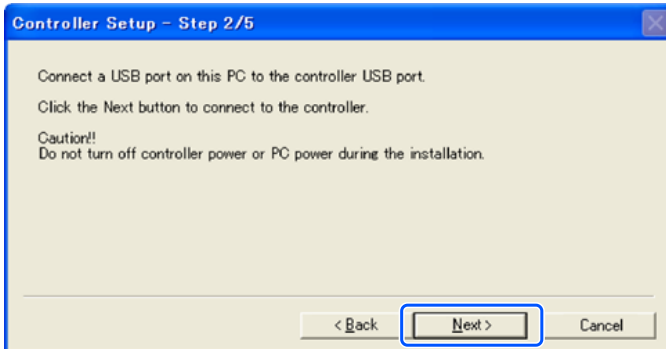 Controller Setup - Step 2/5
Connect a USB port on this PC to the controller USB port.
Click the Next button to connect to the controller.
Caution!!
Do not turn off controller power or PC power during the installation.
< Back
Next >
Cancel